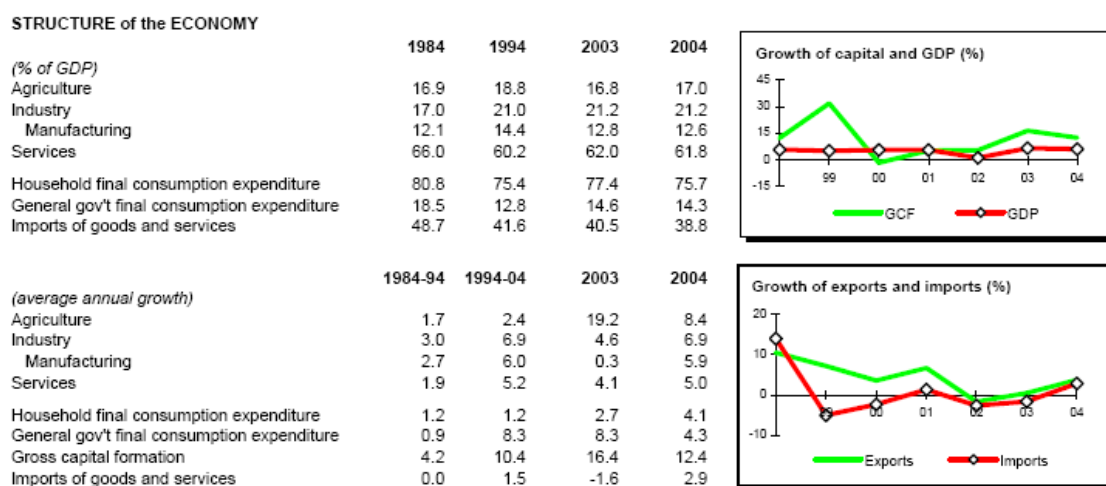 STRUCTURE of the ECONOMY
1984 1994 2003 2004
(% of GDP)
Agriculture 16.9 18.8 16.8 17.0
Industry 17.0 21.0 21.2 21.2
Manufacturing 12.1 14.4 12.8 12.6
Services 66.0 60.2 62.0 61.8
Household final consumption expenditure 80.8 75.4 77.4 75.7
General gov't final consumption expenditure 18.5 12.8 14.6 14.3
Imports of goods and services 48.7 41.6 40.5 38.8
1984-94 1994-04 2003 2004
(average annual growth)
Agriculture 1.7 2.4 19.2 8.4
Industry 3.0 6.9 4.6 6.9
Manufacturing 2.7 6.0 0.3 5.9
Services 1.9 5.2 4.1 5.0
Household final consumption expenditure 1.2 1.2 2.7 4.1
General gov't final consumption expenditure 0.9 8.3 8.3 4.3
Gross capital formation 4.2 10.4 16.4 12.4
Imports of goods and services 0.0 1.5 -1.6 2.9
Growth of capital and GDP (%)
45
30
15
0
-15
99 00 01 02 03 04
GCF GDP
Growth of exports and imports (%)
20
10
0
-10
99 00 01 02 03 04
Exports Imports